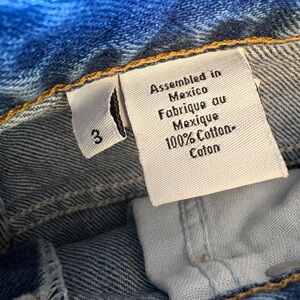 Assembled in
Mexico
Fabrique au
Mexique
100% Cotton-
Coton
3